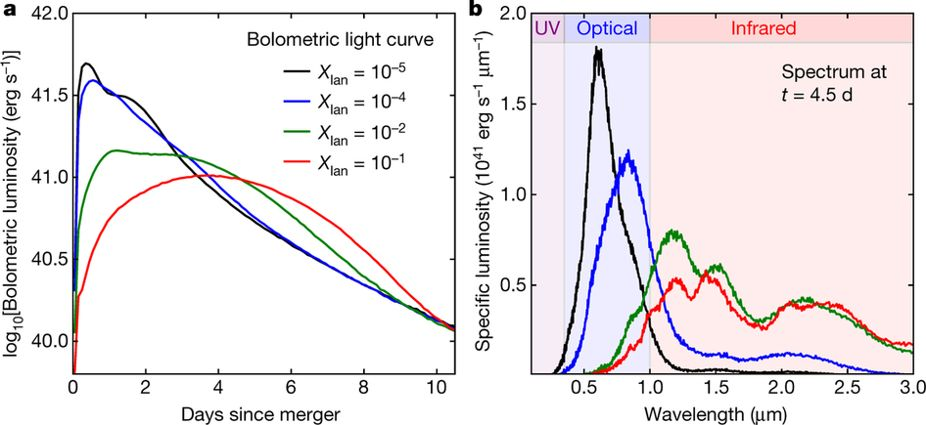 a
42.0
41.5
41.0
40.5
40.0
log₁₀[Bolometric luminosity (erg s⁻¹)]
0 2 4 6 8 10
Days since merger
Bolometric light curve
Xlan = 10⁻⁵
Xlan = 10⁻⁴
Xlan = 10⁻²
Xlan = 10⁻¹
b
2.0
1.5
1.0
0.5
Specific luminosity (10⁴¹ erg s⁻¹ μm⁻¹)
UV Optical Infrared
Spectrum at
t = 4.5 d
0.5 1.0 1.5 2.0 2.5 3.0
Wavelength (μm)